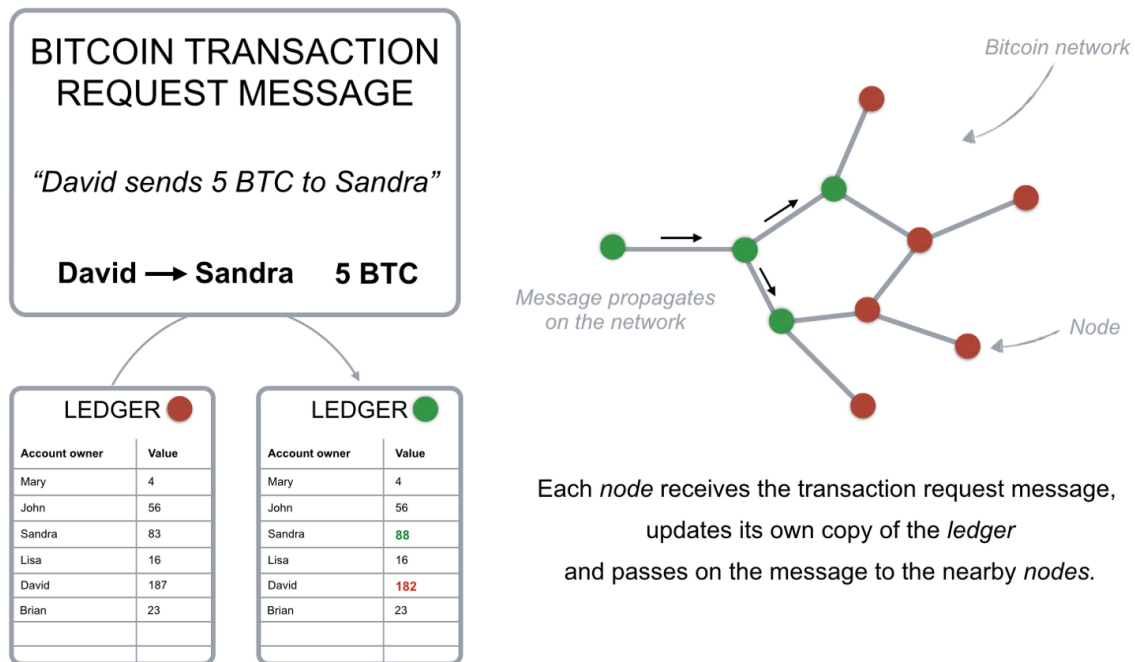 BITCOIN TRANSACTION
REQUEST MESSAGE
“David sends 5 BTC to Sandra”
David → Sandra 5 BTC
LEDGER
Account owner Value
Mary 4
John 56
Sandra 83
Lisa 16
David 187
Brian 23
LEDGER
Account owner Value
Mary 4
John 56
Sandra 88
Lisa 16
David 182
Brian 23
Bitcoin network
Message propagates
on the network
Node
Each node receives the transaction request message,
updates its own copy of the ledger
and passes on the message to the nearby nodes.